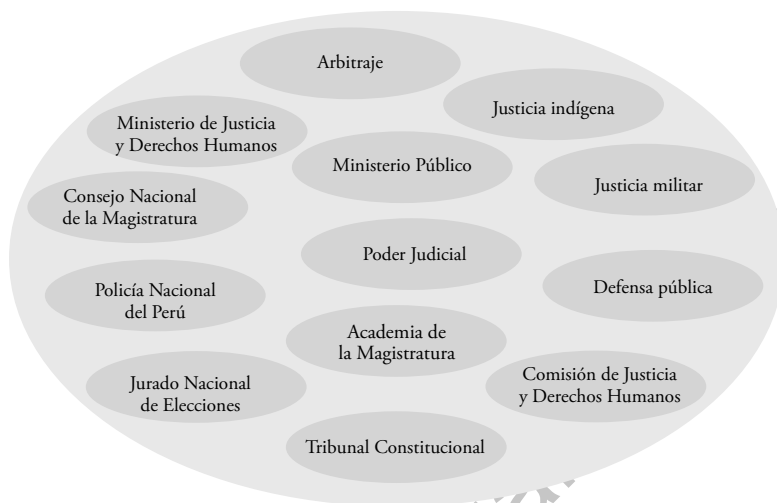 Arbitraje
Justicia indígena
Ministerio de Justicia
y Derechos Humanos
Ministerio Público
Justicia militar
Consejo Nacional
de la Magistratura
Poder Judicial
Defensa pública
Policía Nacional
del Perú
Academia de
la Magistratura
Comisión de Justicia
y Derechos Humanos
Jurado Nacional
de Elecciones
Tribunal Constitucional